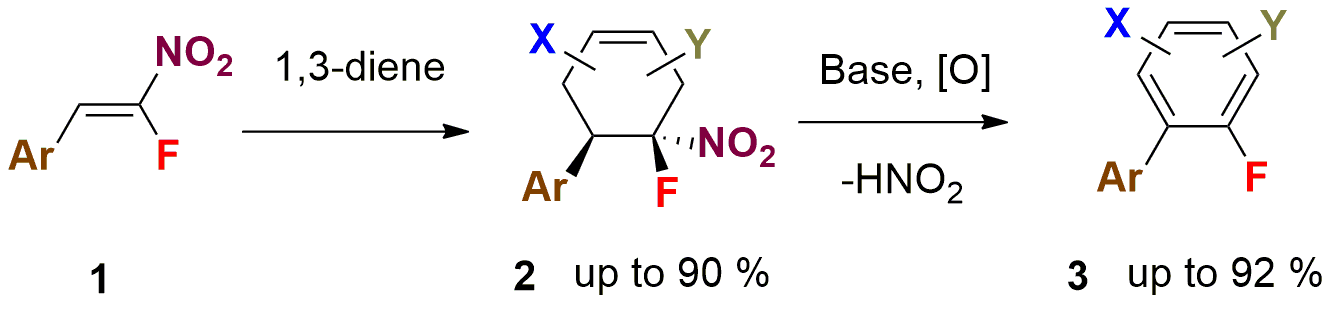 NO₂
Ar
F
1
1,3-diene
X
Y
Ar
F
NO₂
2 up to 90 %
Base, [O]
-HNO₂
X
Y
Ar
F
3 up to 92 %